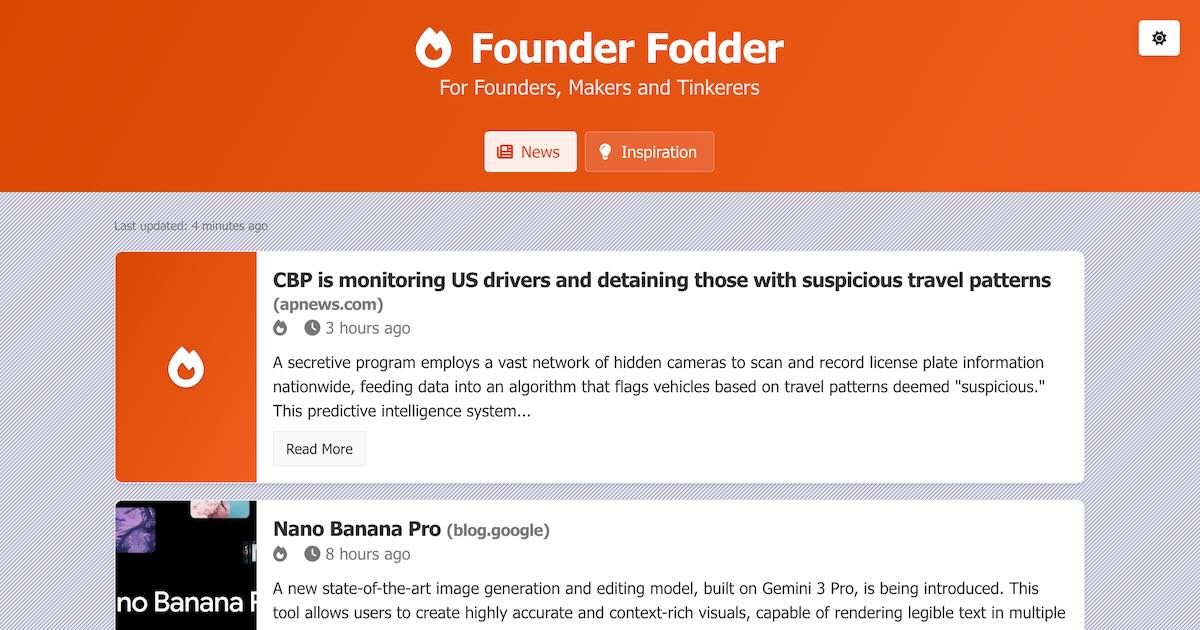 Founder Fodder
For Founders, Makers and Tinkerers
News
Inspiration
Last updated: 4 minutes ago
CBP is monitoring US drivers and detaining those with suspicious travel patterns
(apnews.com)
3 hours ago
A secretive program employs a vast network of hidden cameras to scan and record license plate information
nationwide, feeding data into an algorithm that flags vehicles based on travel patterns deemed "suspicious."
This predictive intelligence system...
Read More
Nano Banana Pro (blog.google)
8 hours ago
no Banana
A new state-of-the-art image generation and editing model, built on Gemini 3 Pro, is being introduced. This
tool allows users to create highly accurate and context-rich visuals, capable of rendering legible text in multiple